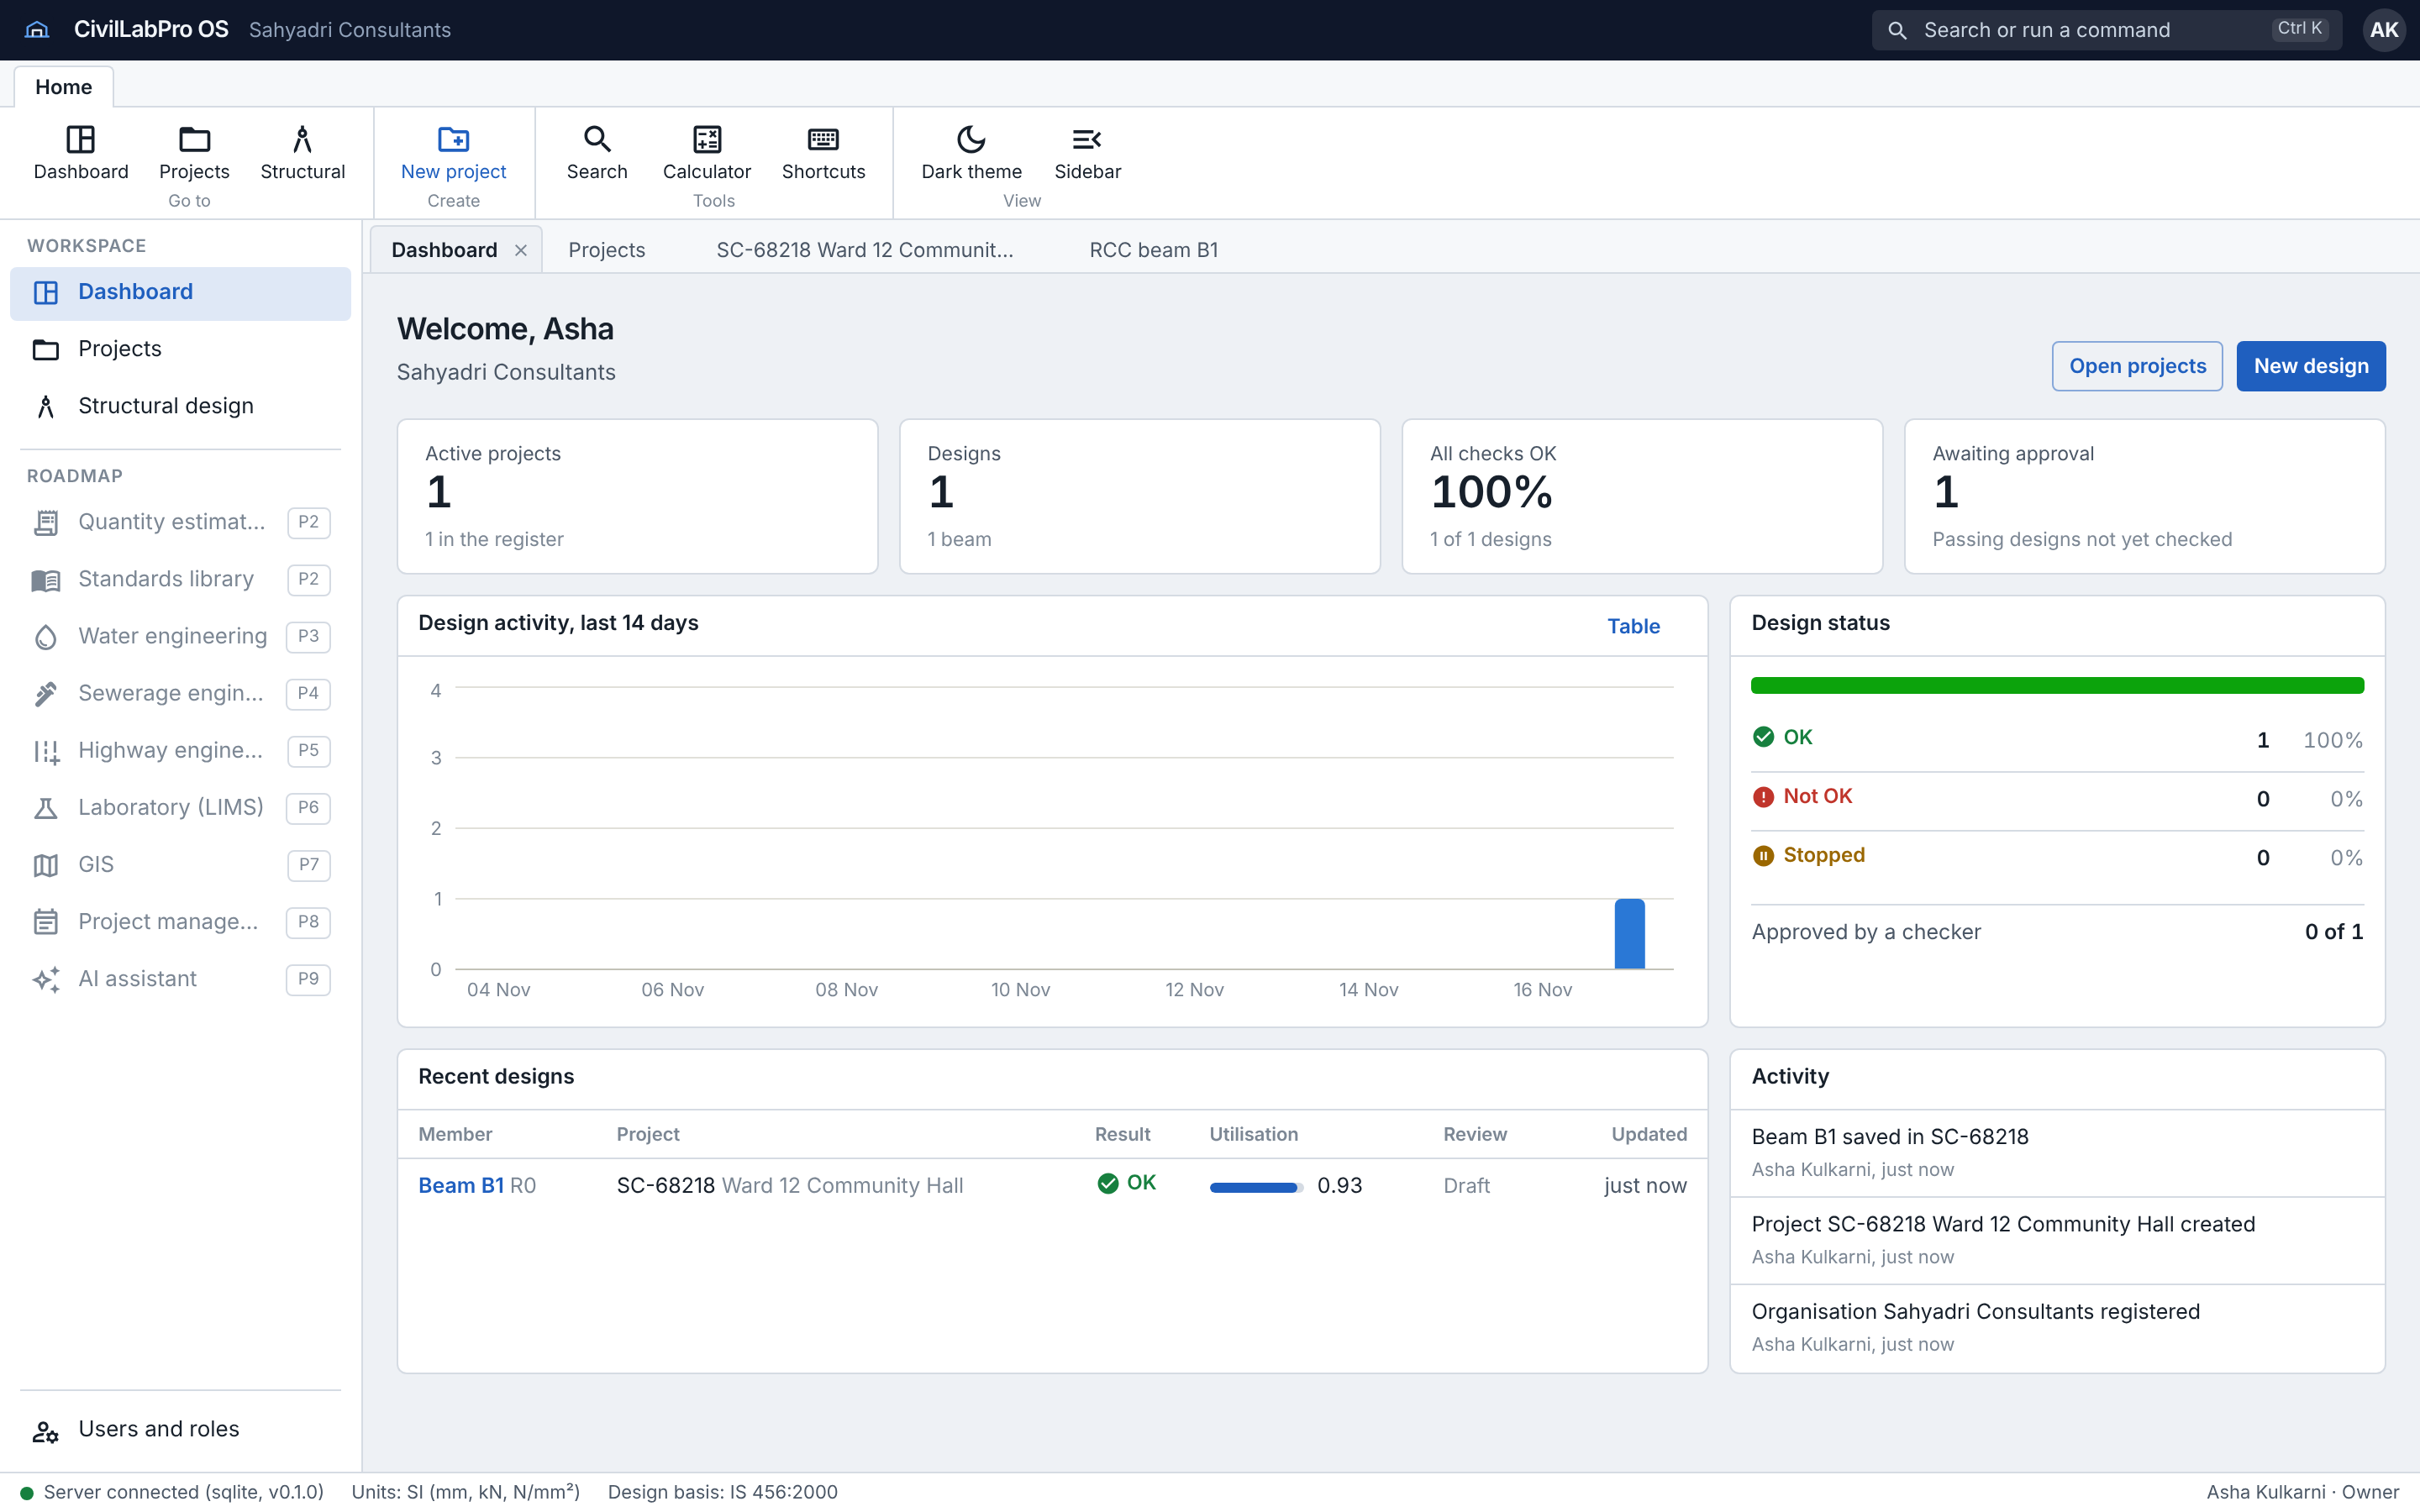 CivilLabPro OS Sahyadri Consultants Search or run a command Ctrl K AK
Home
Dashboard Projects Structural New project Search Calculator Shortcuts Dark theme Sidebar
Go to Create Tools View
WORKSPACE
Dashboard
Projects
Structural design
ROADMAP
Quantity estimat... P2
Standards library P2
Water engineering P3
Sewerage engin... P4
Highway engine... P5
Laboratory (LIMS) P6
GIS P7
Project manage... P8
AI assistant P9
Users and roles
Dashboard Projects SC-68218 Ward 12 Communit... RCC beam B1
Welcome, Asha
Sahyadri Consultants
Open projects New design
Active projects
1
1 in the register
Designs
1
1 beam
All checks OK
100%
1 of 1 designs
Awaiting approval
1
Passing designs not yet checked
Design activity, last 14 days Table
4
3
2
1
0
04 Nov 06 Nov 08 Nov 10 Nov 12 Nov 14 Nov 16 Nov
Design status
OK 1 100%
Not OK 0 0%
Stopped 0 0%
Approved by a checker 0 of 1
Recent designs
Member Project Result Utilisation Review Updated
Beam B1 R0 SC-68218 Ward 12 Community Hall OK 0.93 Draft just now
Activity
Beam B1 saved in SC-68218
Asha Kulkarni, just now
Project SC-68218 Ward 12 Community Hall created
Asha Kulkarni, just now
Organisation Sahyadri Consultants registered
Asha Kulkarni, just now
Server connected (sqlite, v0.1.0) Units: SI (mm, kN, N/mm²) Design basis: IS 456:2000 Asha Kulkarni · Owner